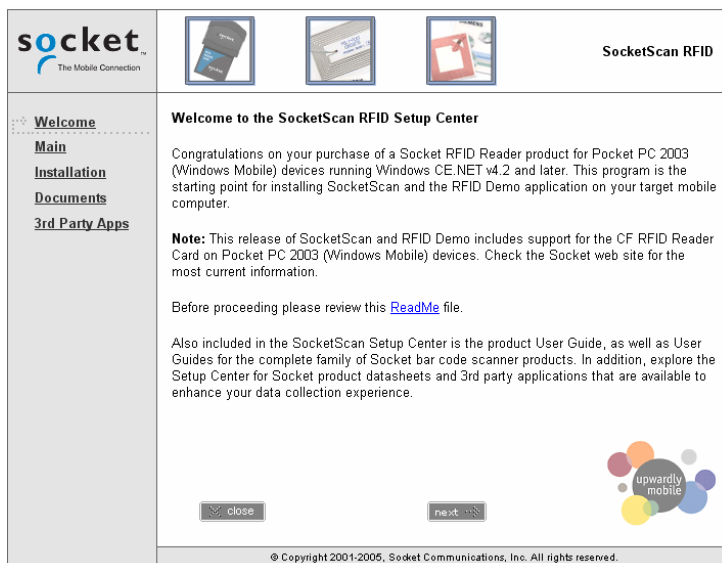 socket™
The Mobile Connection
SocketScan RFID
Welcome
Main
Installation
Documents
3rd Party Apps
Welcome to the SocketScan RFID Setup Center
Congratulations on your purchase of a Socket RFID Reader product for Pocket PC 2003
(Windows Mobile) devices running Windows CE.NET v4.2 and later. This program is the
starting point for installing SocketScan and the RFID Demo application on your target mobile
computer.
Note: This release of SocketScan and RFID Demo includes support for the CF RFID Reader
Card on Pocket PC 2003 (Windows Mobile) devices. Check the Socket web site for the
most current information.
Before proceeding please review this ReadMe file.
Also included in the SocketScan Setup Center is the product User Guide, as well as User
Guides for the complete family of Socket bar code scanner products. In addition, explore the
Setup Center for Socket product datasheets and 3rd party applications that are available to
enhance your data collection experience.
upwardly
mobile
close
next
© Copyright 2001-2005, Socket Communications, Inc. All rights reserved.